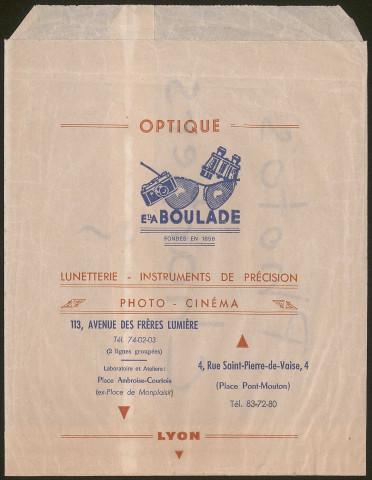 OPTIQUE
Ets A BOULADE
FONDÉE EN 1898
LUNETTERIE - INSTRUMENTS DE PRÉCISION
PHOTO - CINÉMA
113, AVENUE DES FRÈRES LUMIÈRE
Tél. 74-02-03
(2 lignes groupées)
Laboratoire et Ateliers :
Place Ambroise-Courtois
(ex-Place de Monplaisir)
4, Rue Saint-Pierre-de-Vaise, 4
(Place Pont-Mouton)
Tél. 83-72-80
LYON